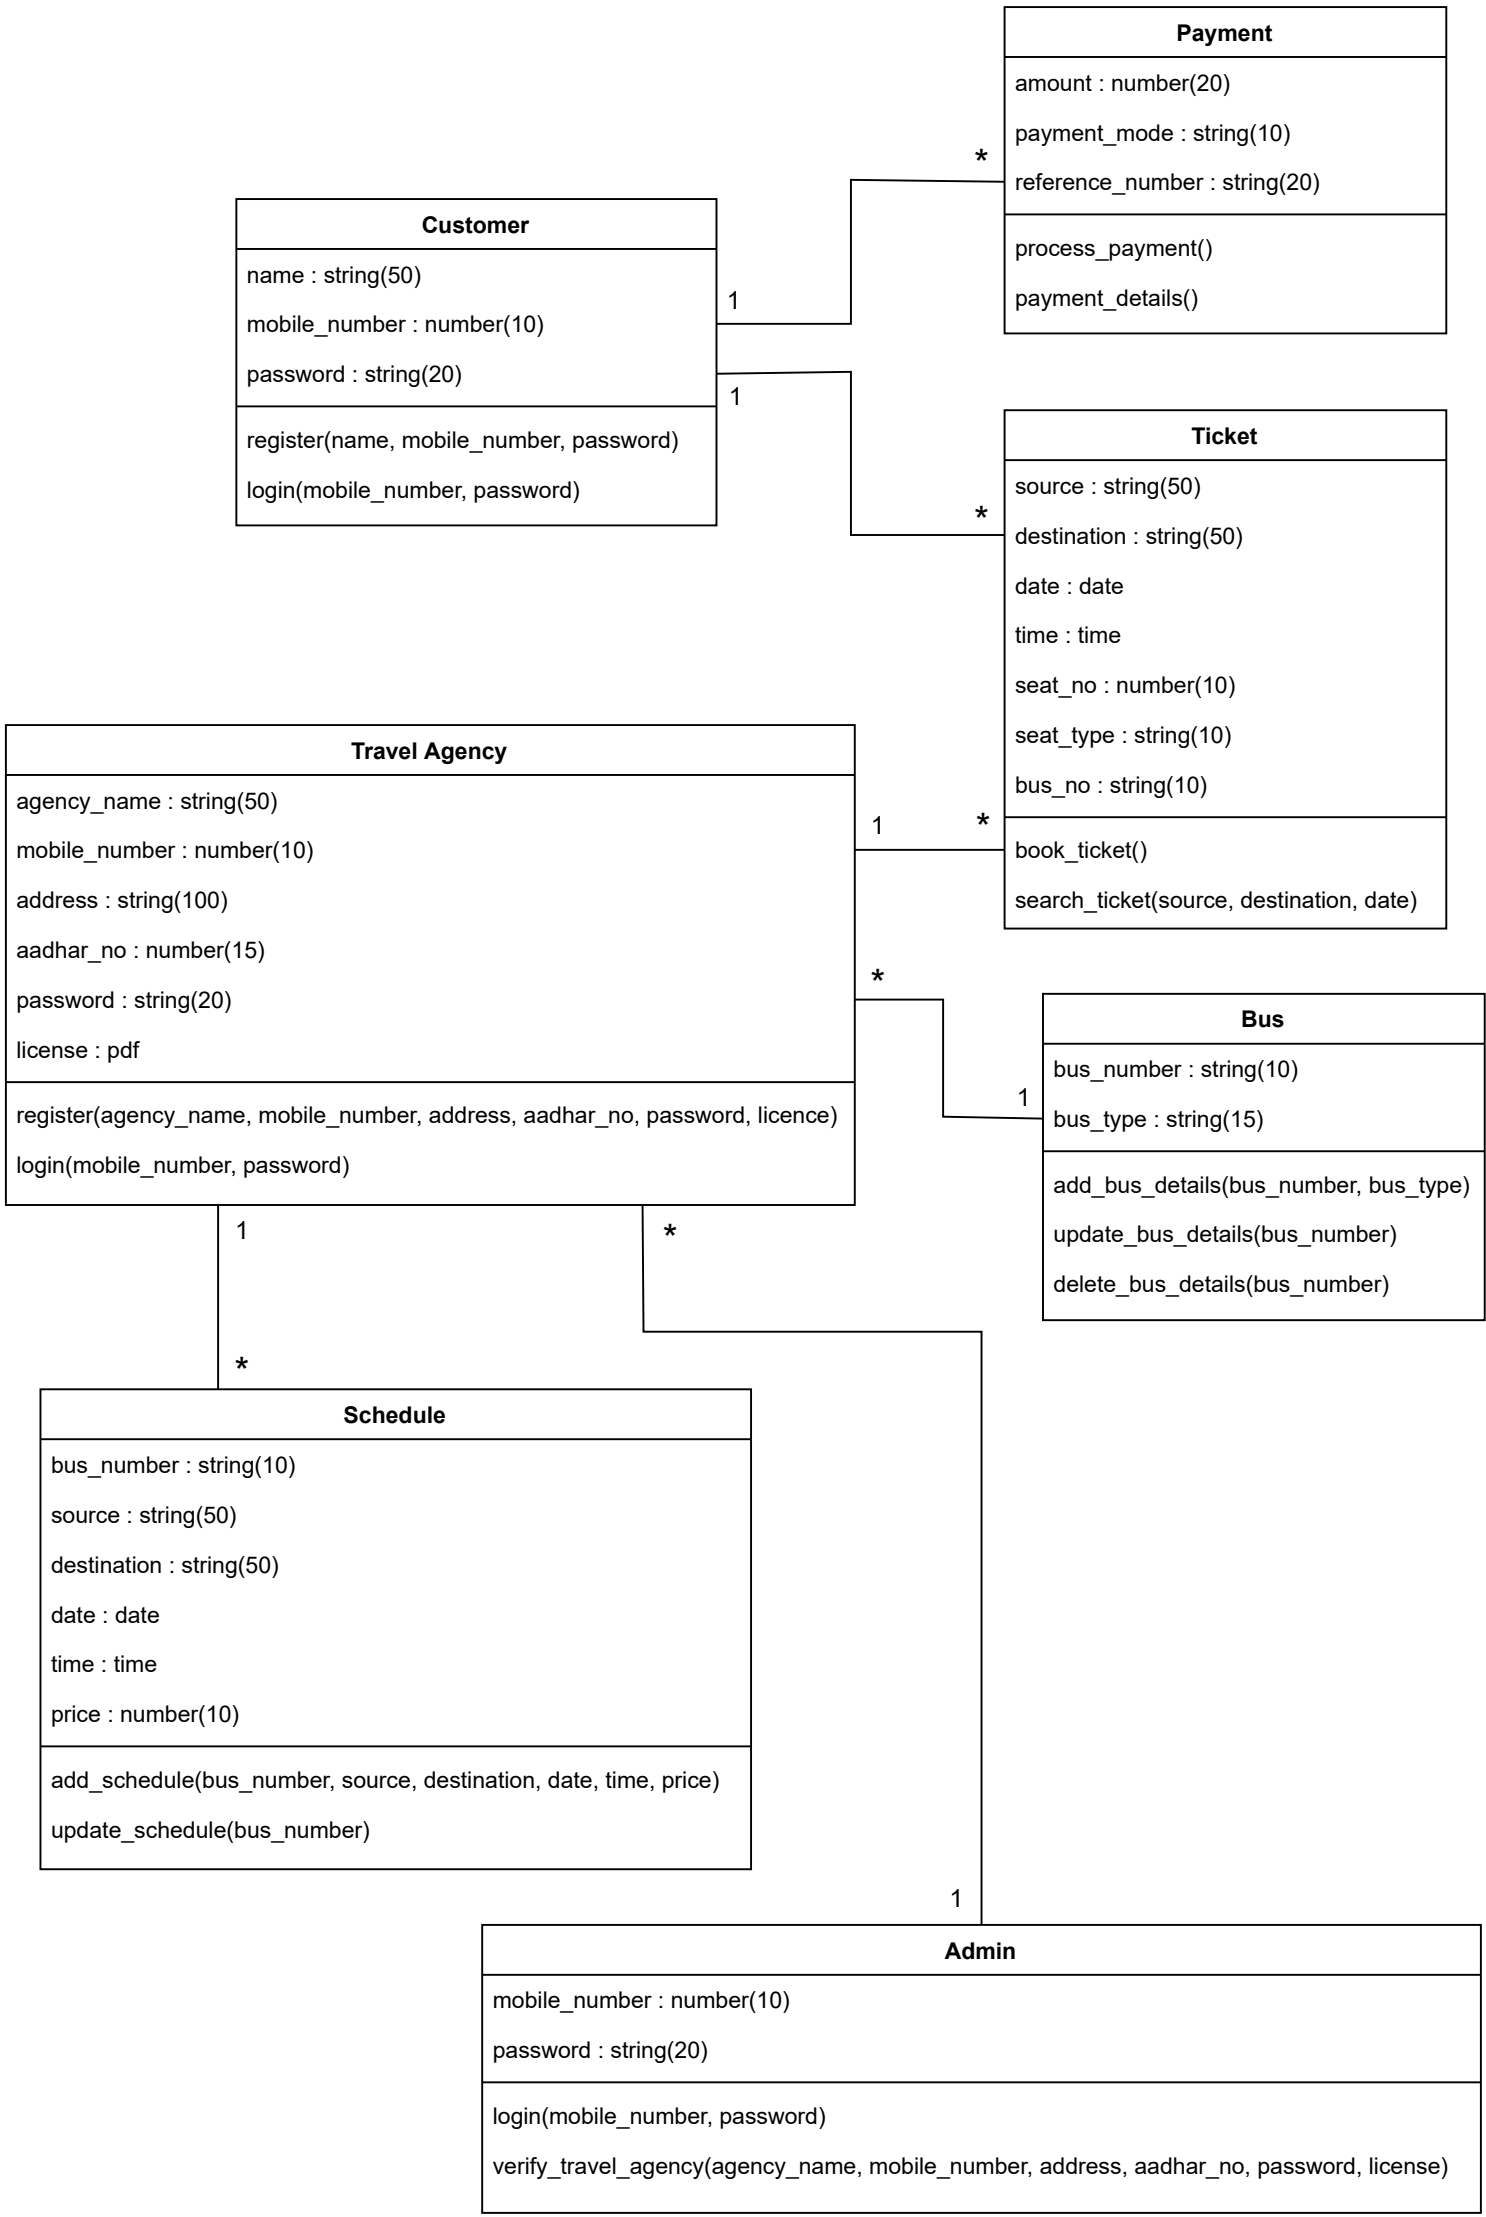 Payment
amount : number(20)
payment_mode : string(10)
*
reference_number : string(20)
process_payment()
payment_details()
Customer
name : string(50)
1
mobile_number : number(10)
password : string(20)
1
register(name, mobile_number, password)
login(mobile_number, password)
Ticket
source : string(50)
*
destination : string(50)
date : date
time : time
seat_no : number(10)
seat_type : string(10)
bus_no : string(10)
book_ticket()
search_ticket(source, destination, date)
Travel Agency
agency_name : string(50)
1
*
mobile_number : number(10)
address : string(100)
aadhar_no : number(15)
*
password : string(20)
license : pdf
register(agency_name, mobile_number, address, aadhar_no, password, licence)
login(mobile_number, password)
Bus
bus_number : string(10)
1
bus_type : string(15)
add_bus_details(bus_number, bus_type)
update_bus_details(bus_number)
delete_bus_details(bus_number)
1
*
*
Schedule
bus_number : string(10)
source : string(50)
destination : string(50)
date : date
time : time
price : number(10)
add_schedule(bus_number, source, destination, date, time, price)
update_schedule(bus_number)
1
Admin
mobile_number : number(10)
password : string(20)
login(mobile_number, password)
verify_travel_agency(agency_name, mobile_number, address, aadhar_no, password, license)